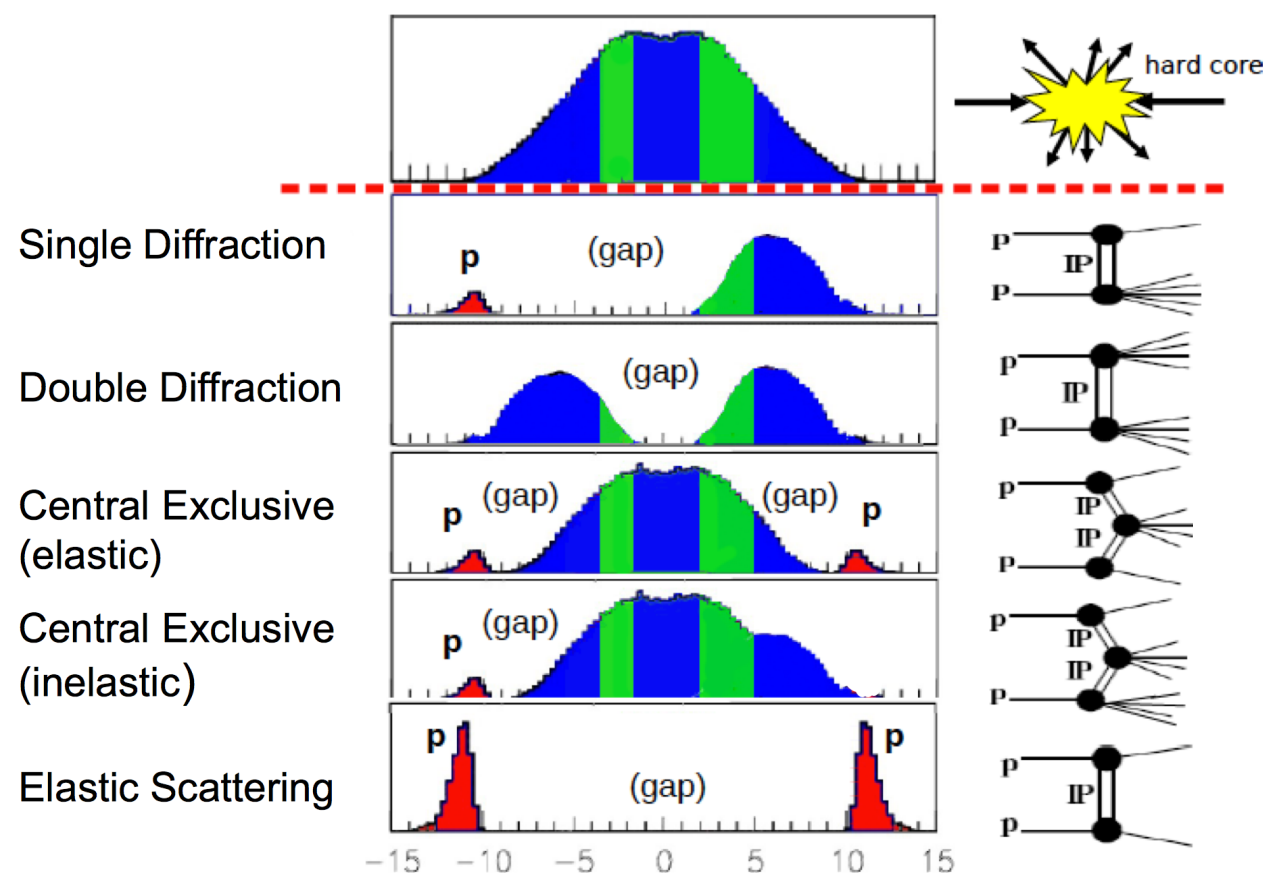 hard core
Single Diffraction
p
(gap)
p
p
IP
Double Diffraction
(gap)
p
p
IP
Central Exclusive
(elastic)
p
(gap)
(gap)
p
p
IP
IP
p
Central Exclusive
(inelastic)
p
(gap)
p
IP
IP
p
Elastic Scattering
p
(gap)
p
p
IP
p
-15 -10 -5 0 5 10 15